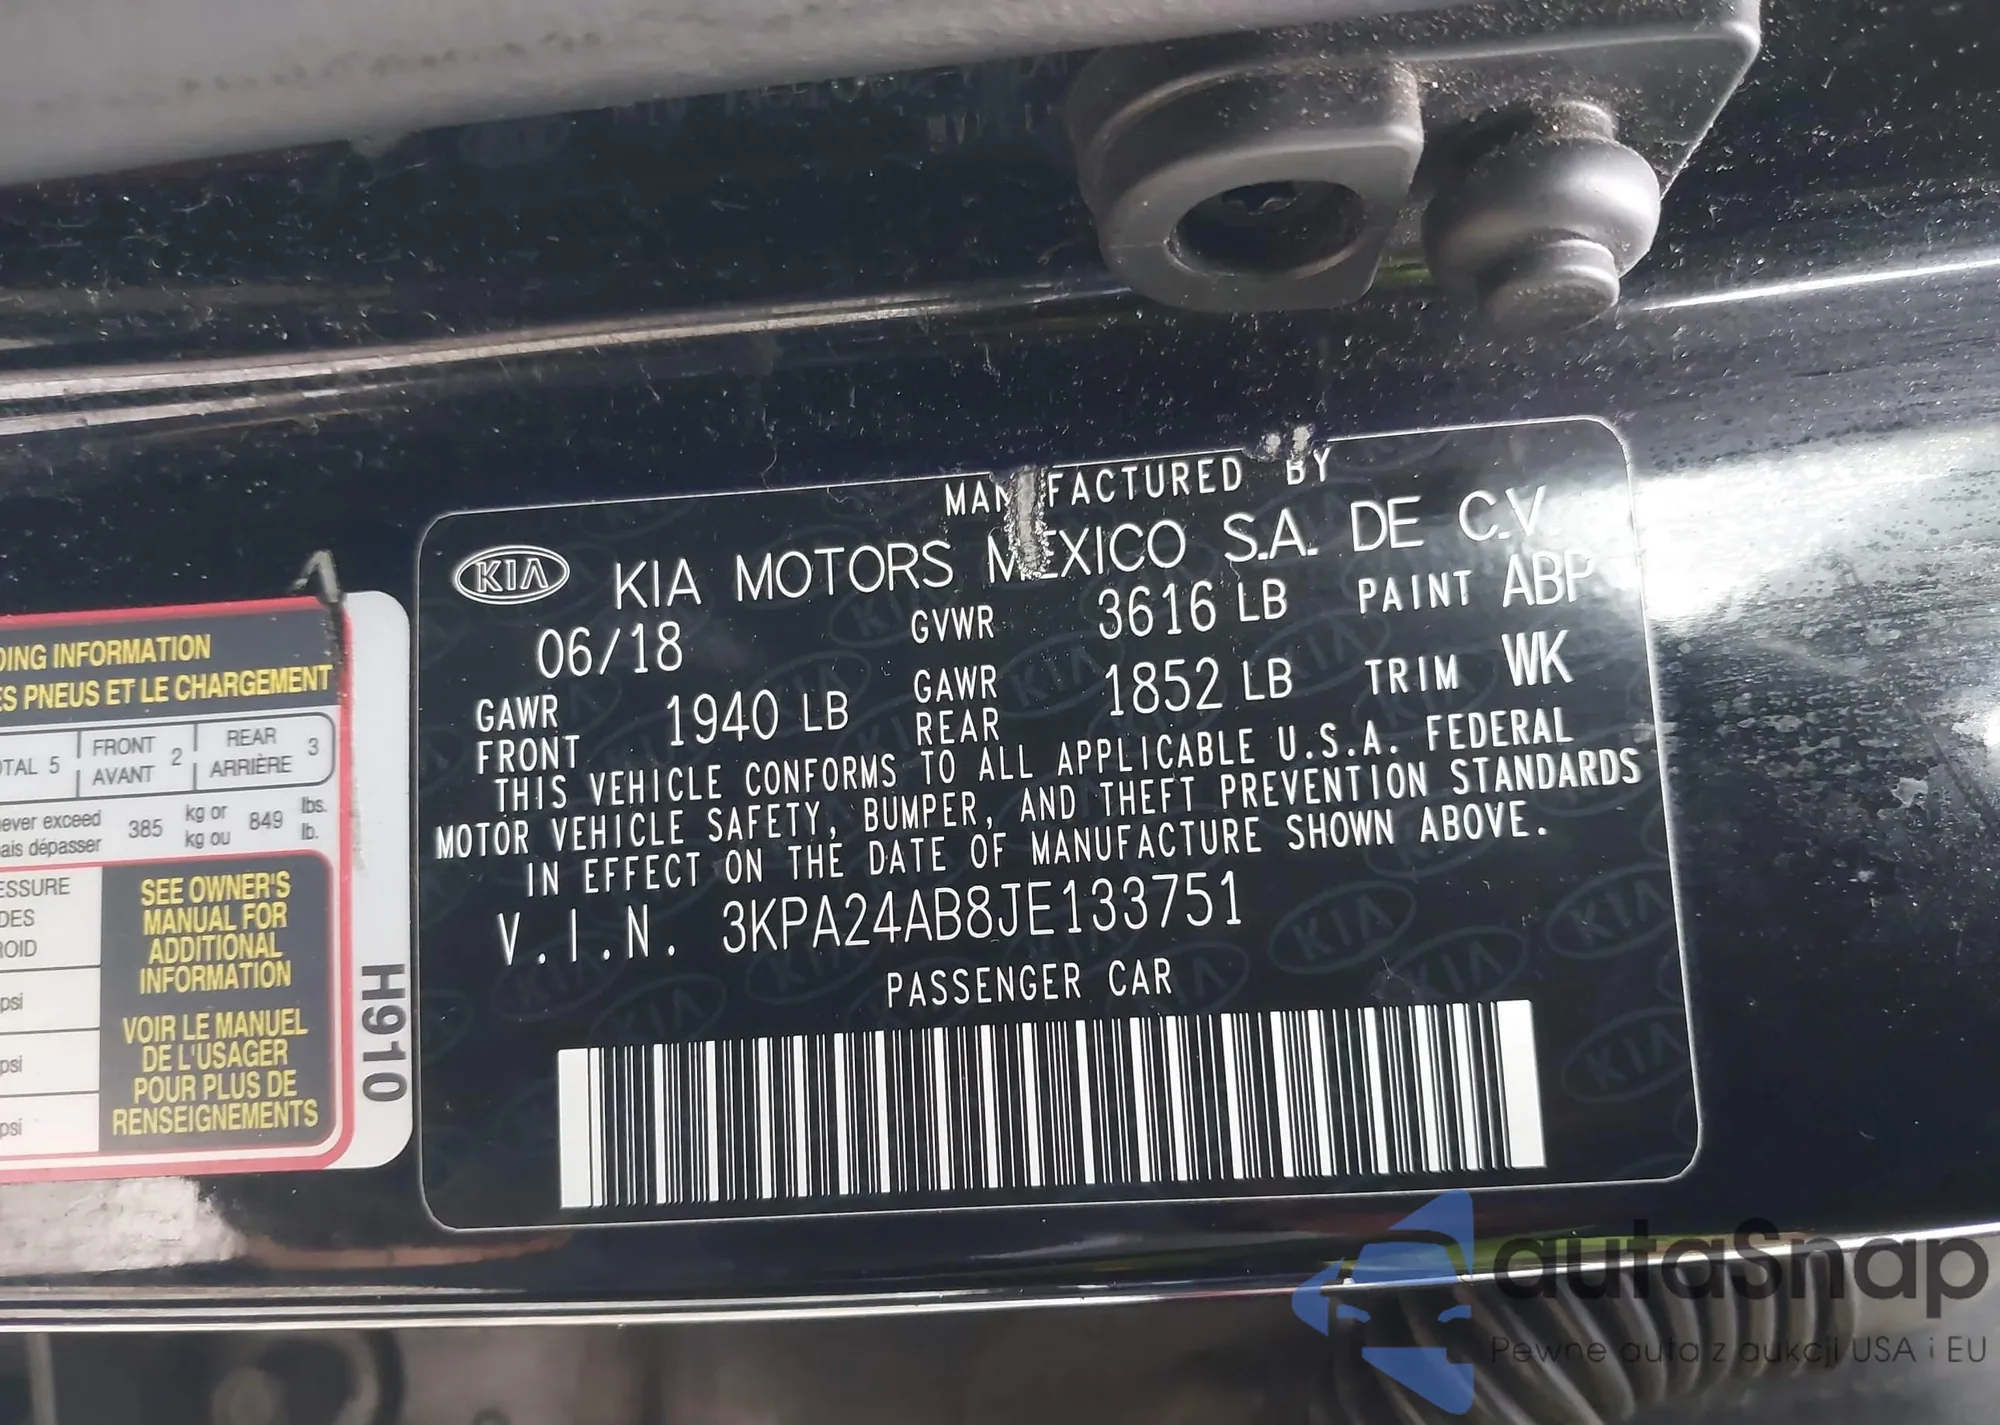 MANUFACTURED BY
KIA KIA MOTORS MEXICO S.A. DE C.V
06/18 GVWR 3616 LB PAINT ABP
GAWR FRONT 1940 LB GAWR REAR 1852 LB TRIM WK
THIS VEHICLE CONFORMS TO ALL APPLICABLE U.S.A. FEDERAL
MOTOR VEHICLE SAFETY, BUMPER, AND THEFT PREVENTION STANDARDS
IN EFFECT ON THE DATE OF MANUFACTURE SHOWN ABOVE.
V.I.N. 3KPA24AB8JE133751
PASSENGER CAR
DING INFORMATION
ES PNEUS ET LE CHARGEMENT
OTAL 5 FRONT AVANT 2 REAR ARRIÈRE 3
never exceed 385 kg or 849 lbs.
ais dépasser kg ou lb.
ESSURE
DES
ROID
psi
psi
psi
SEE OWNER'S
MANUAL FOR
ADDITIONAL
INFORMATION
VOIR LE MANUEL
DE L'USAGER
POUR PLUS DE
RENSEIGNEMENTS
H910
autaSnap
Pewne auta z aukcji USA i EU